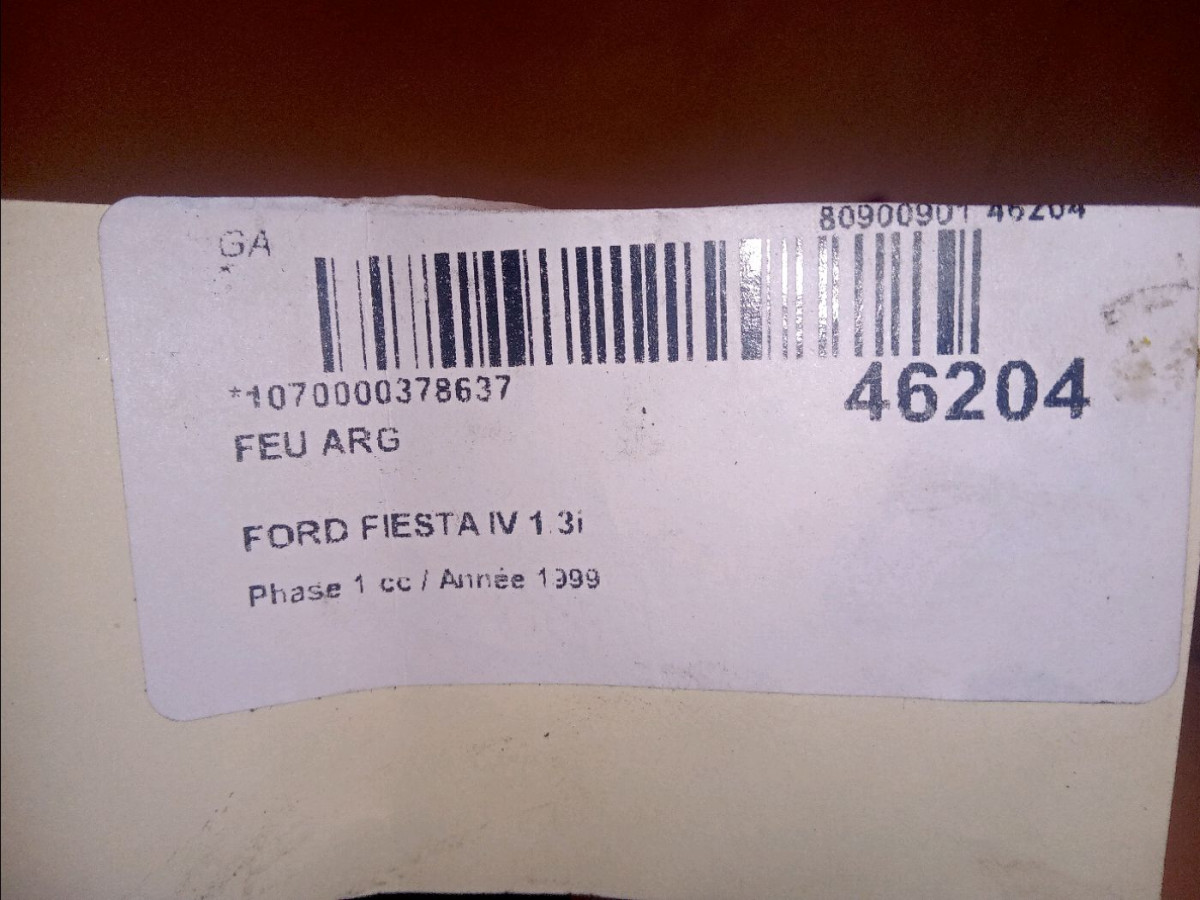 80900901 46204
GA
*1070000378637
46204
FEU ARG
FORD FIESTA IV 1.3i
Phase 1 cc / Année 1999